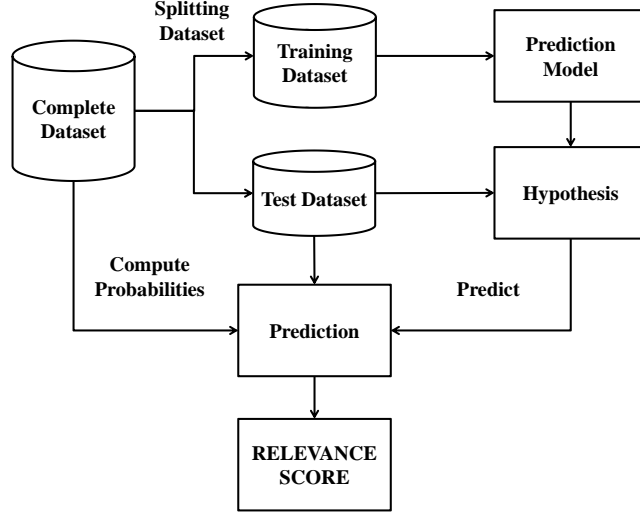 Splitting
Dataset
Training
Dataset
Prediction
Model
Complete
Dataset
Test Dataset
Hypothesis
Compute
Probabilities
Predict
Prediction
RELEVANCE
SCORE